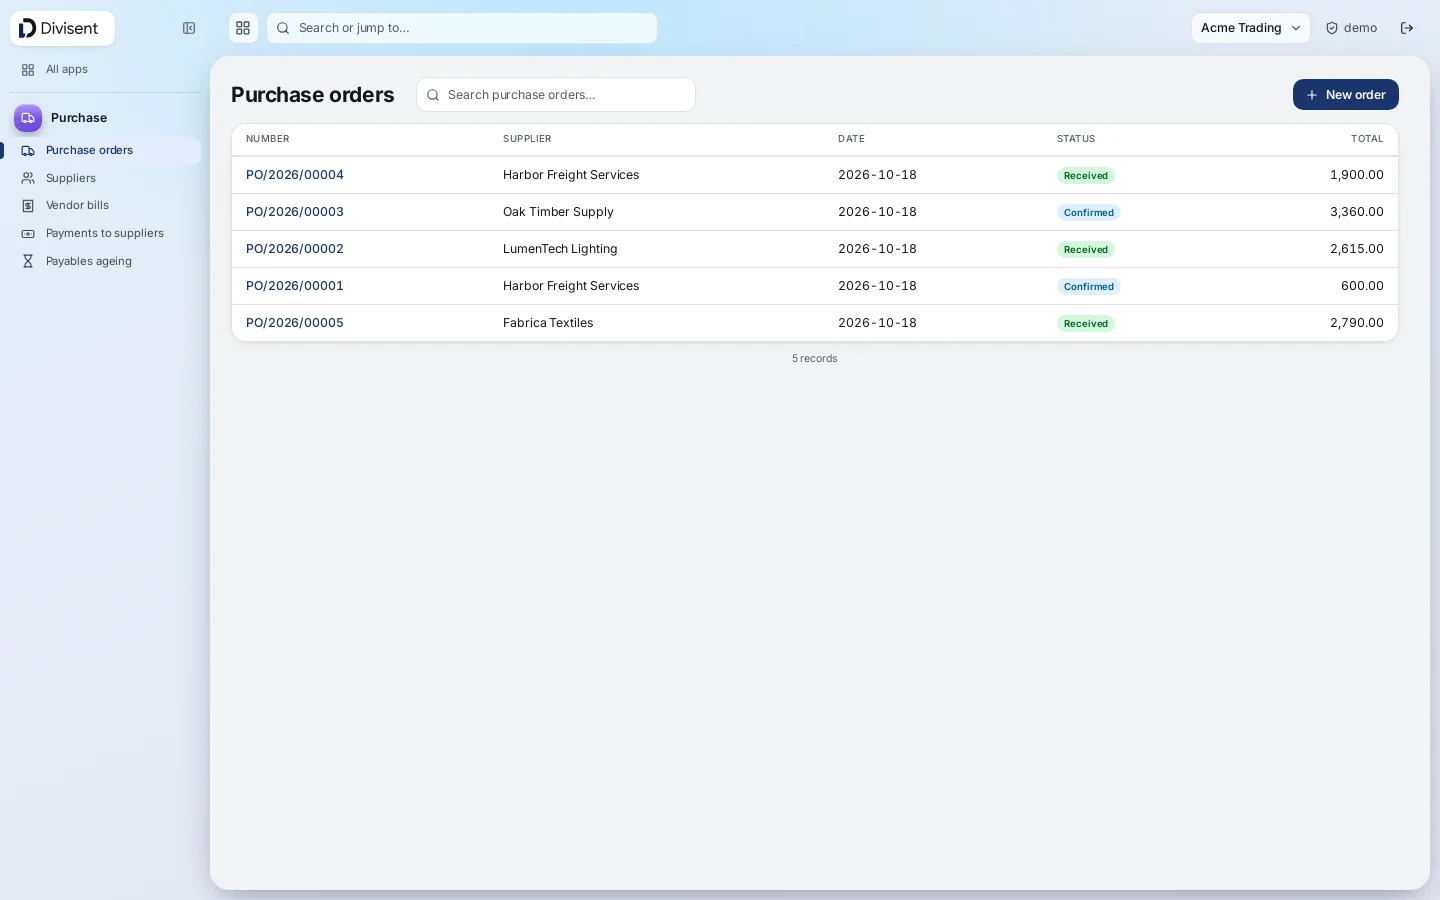 Divisent
Search or jump to...
Acme Trading
demo
All apps
Purchase
Purchase orders
Suppliers
Vendor bills
Payments to suppliers
Payables ageing
Purchase orders
Search purchase orders...
New order
NUMBER SUPPLIER DATE STATUS TOTAL
PO/2026/00004 Harbor Freight Services 2026-10-18 Received 1,900.00
PO/2026/00003 Oak Timber Supply 2026-10-18 Confirmed 3,360.00
PO/2026/00002 LumenTech Lighting 2026-10-18 Received 2,615.00
PO/2026/00001 Harbor Freight Services 2026-10-18 Confirmed 600.00
PO/2026/00005 Fabrica Textiles 2026-10-18 Received 2,790.00
5 records